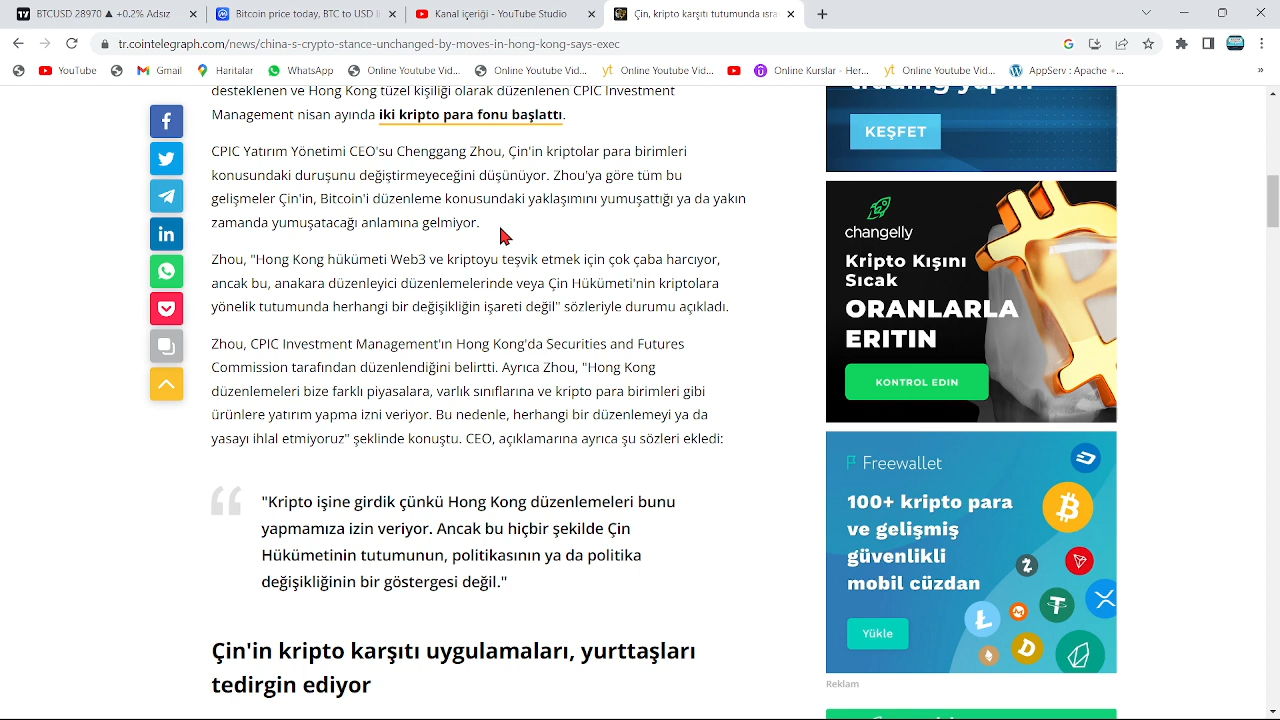 BTCUSD 28970 ▲ +0.2% Adsız
Bitcoin price - BTC USD li
Kanal içeriği - YouTube Studio
Çin, kripto karşıtı tutumunda ısra
tr.cointelegraph.com/news/china-s-crypto-stance-unchanged-by-moves-in-hong-kong-says-exec
YouTube
Gmail
Haritalar
WhatsApp
Online Youtube Vid...
Online Youtube Vid...
Online Youtube Vid...
Online Kurslar - Her...
Online Youtube Vid...
AppServ : Apache +...
»
desteklenen ve Hong Kong tüzel kişiliği olarak düzenlenen CPIC Investment
Management nisan ayında iki kripto para fonu başlattı.
CPIC Yatırım Yönetimi CEO'su Chenggang Zhou, Çin'in kriptolar para birimleri
konusundaki duruşunu değiştirmeyeceğini düşünüyor. Zhou'ya göre tüm bu
gelişmeler Çin'in, Bitcoin'i düzenleme konusundaki yaklaşımını yumuşattığı ya da yakın
zamanda yumuşatacağı anlamına gelmiyor.
Zhou, "Hong Kong hükümeti Web3 ve kriptoyu teşvik etmek için çok çaba harcıyor,
ancak bu, anakara düzenleyici düzenlemelerinde veya Çin Hükümeti'nin kriptolara
yönelik tutumunda herhangi bir değişikliğin işareti değil" sözleriyle durumu açıkladı.
Zhou, CPIC Investment Management'ın Hong Kong'da Securities and Futures
Commission tarafından düzenlendiğini belirtti. Ayrıca Zhou, "Hong Kong
düzenlemeleri bize farklı piyasalara, varlık sınıflarına ve kripto para birimleri gibi
ürünlere yatırım yapma izni veriyor. Bu nedenle, herhangi bir düzenlemeyi ya da
yasayı ihlal etmiyoruz" şeklinde konuştu. CEO, açıklamarına ayrıca şu sözleri ekledi:
"Kripto işine girdik çünkü Hong Kong düzenlemeleri bunu
yapmamıza izin veriyor. Ancak bu hiçbir şekilde Çin
Hükümetinin tutumunun, politikasının ya da politika
değişikliğinin bir göstergesi değil."
Çin'in kripto karşıtı uygulamaları, yurttaşları
tedirgin ediyor
trading yapın
KEŞFET
changelly
Kripto Kışını
Sıcak
ORANLARLA
ERITIN
KONTROL EDIN
Freewallet
100+ kripto para
ve gelişmiş
güvenlikli
mobil cüzdan
Yükle
Reklam